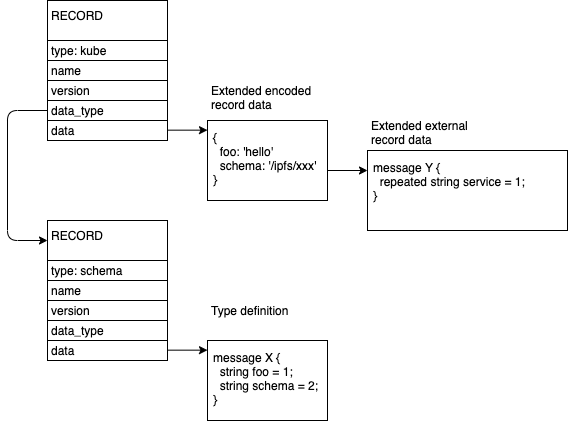 RECORD
type: kube
name
version
data_type
data
Extended encoded
record data
{
foo: 'hello'
schema: '/ipfs/xxx'
}
Extended external
record data
message Y {
repeated string service = 1;
}
RECORD
type: schema
name
version
data_type
data
Type definition
message X {
string foo = 1;
string schema = 2;
}